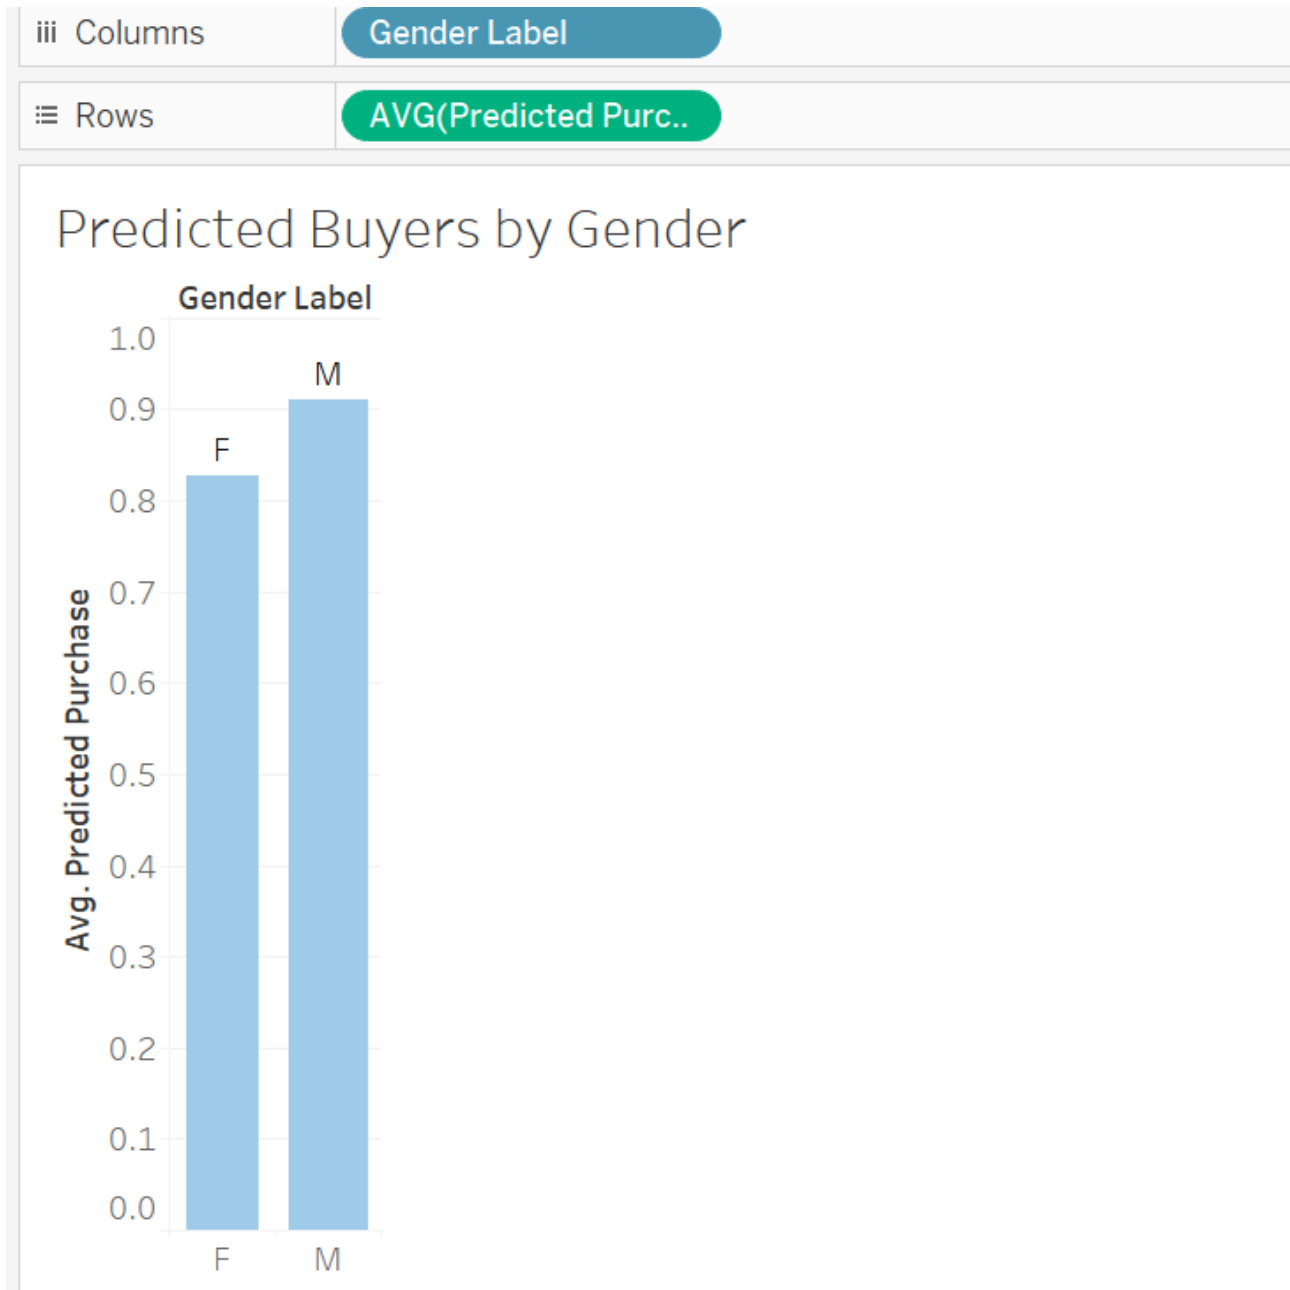 Columns Gender Label
Rows AVG(Predicted Purc..
Predicted Buyers by Gender
Gender Label
1.0
M
0.9
F
0.8
0.7
0.6
0.5
0.4
0.3
0.2
0.1
0.0
Avg. Predicted Purchase
F M